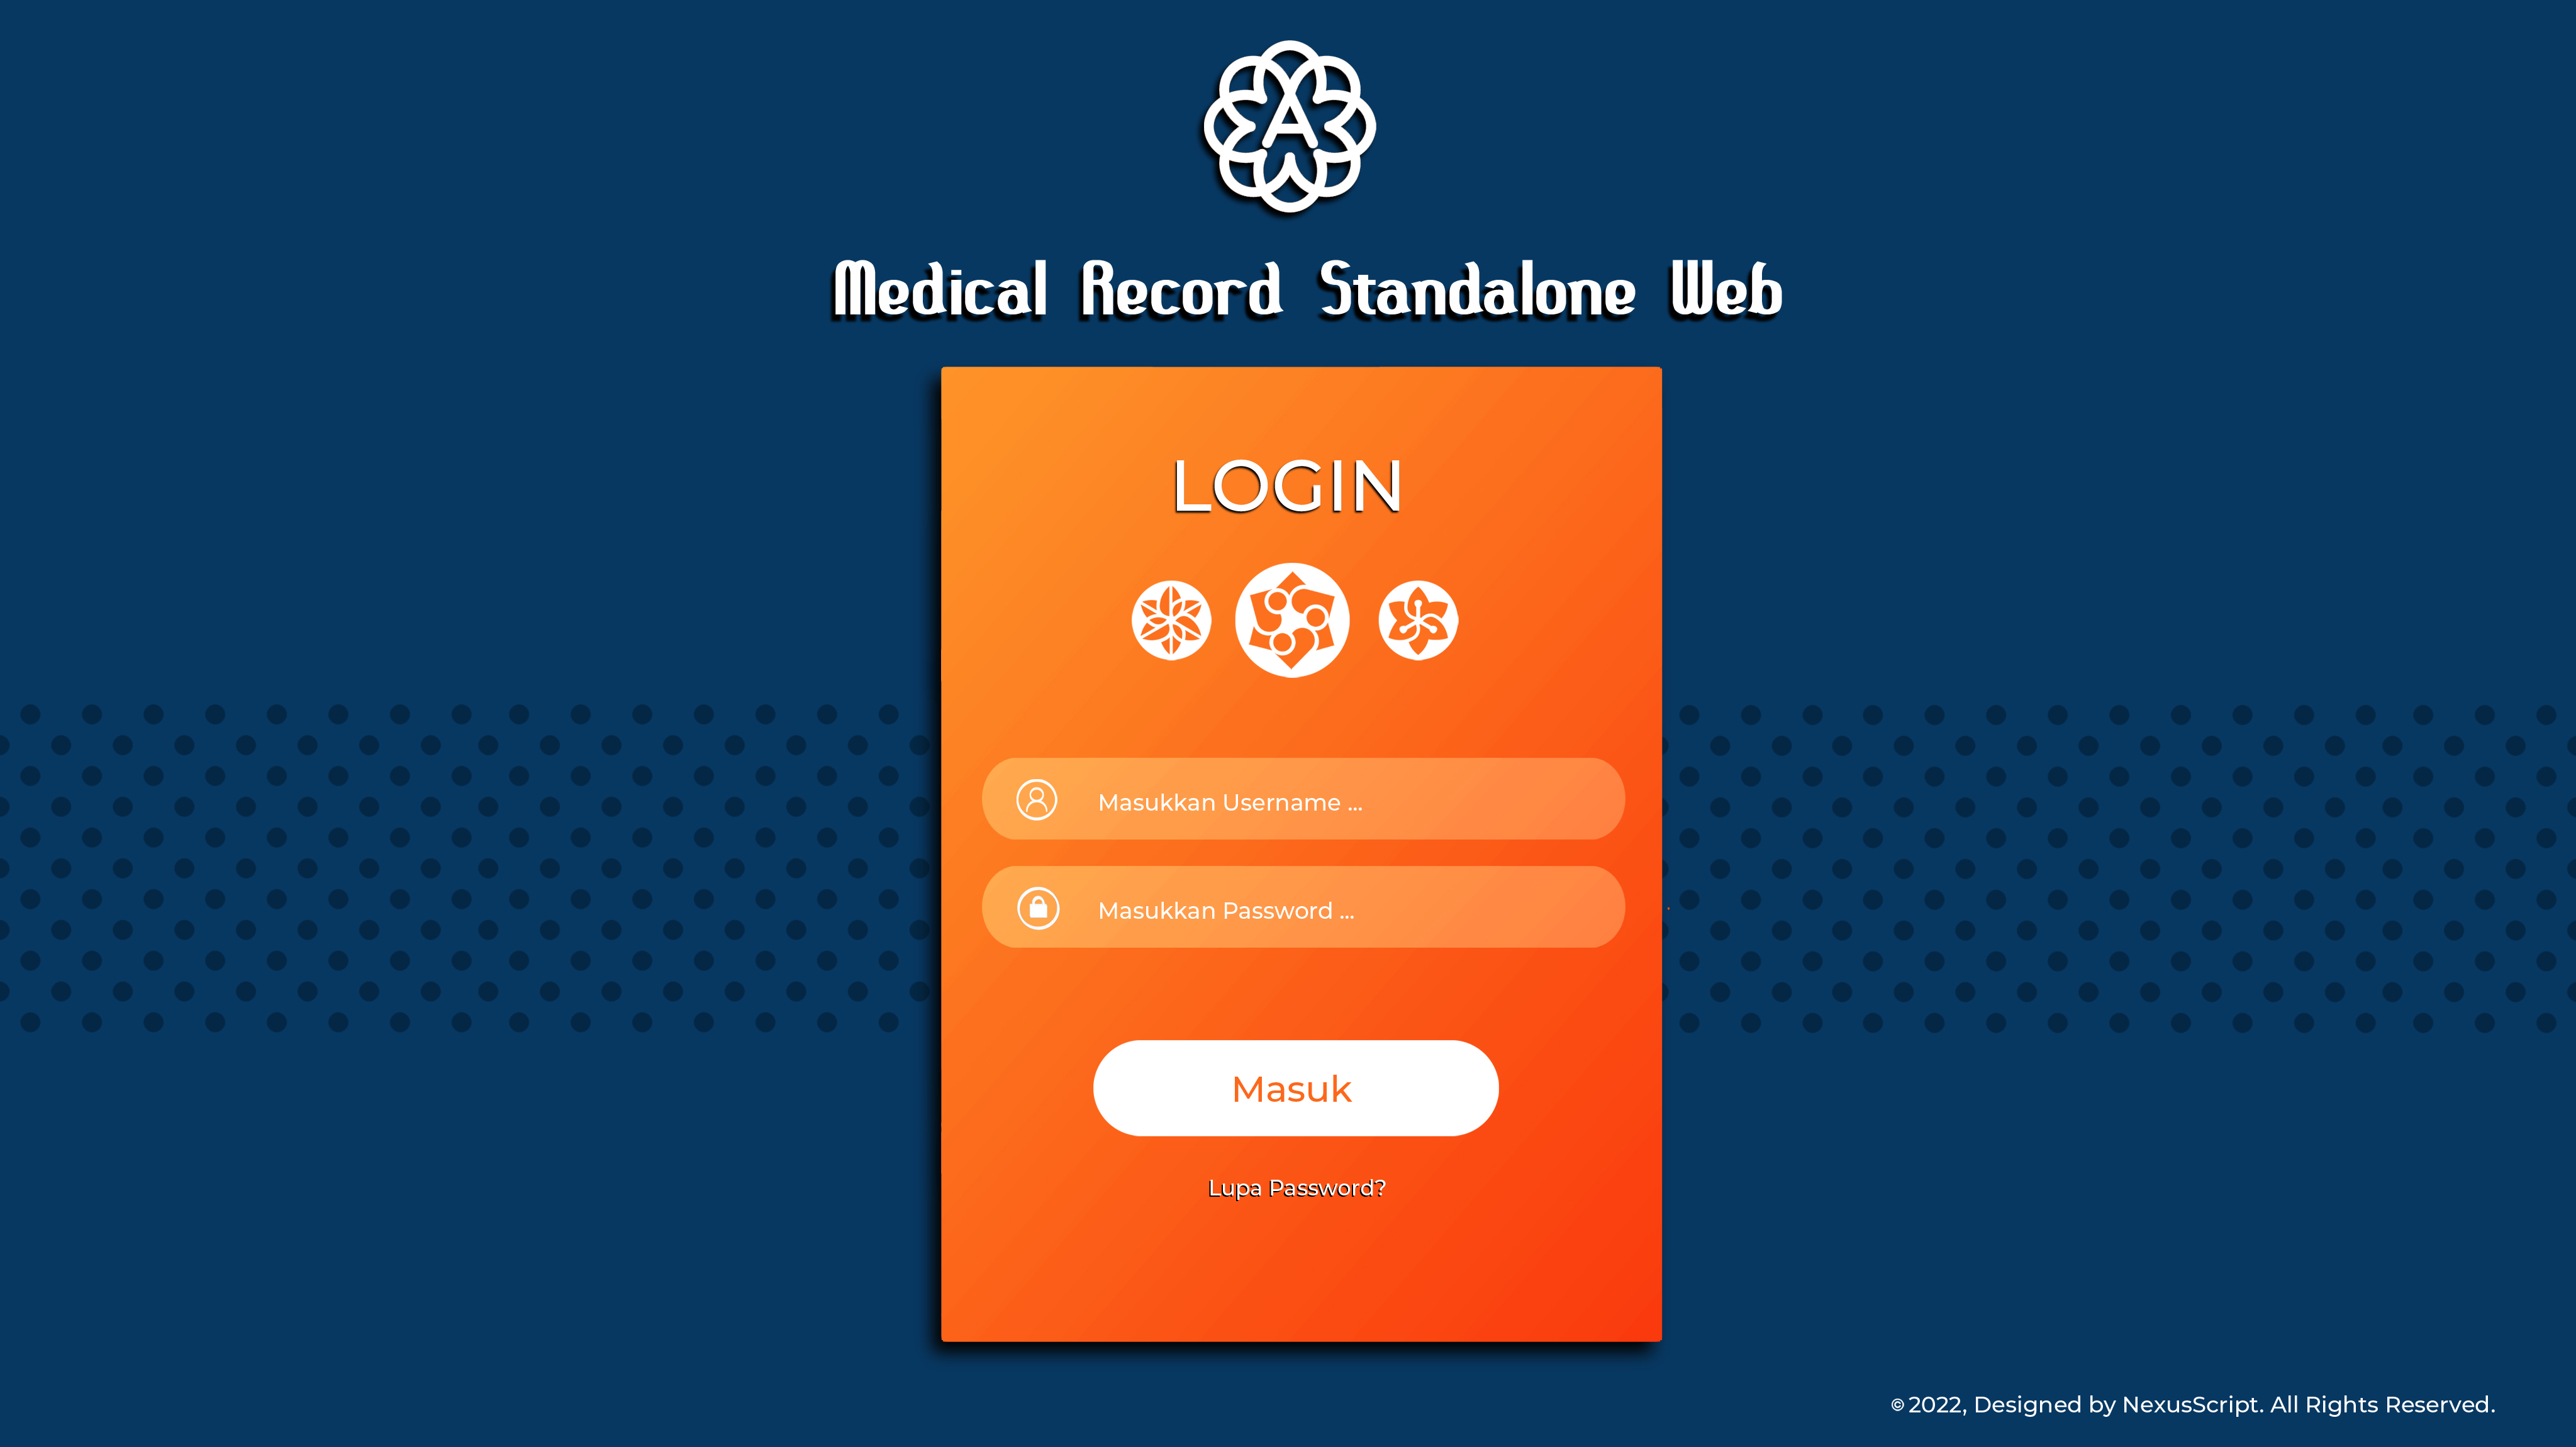 A
Medical Record Standalone Web
LOGIN
Masukkan Username ...
Masukkan Password ...
Masuk
Lupa Password?
© 2022, Designed by NexusScript. All Rights Reserved.